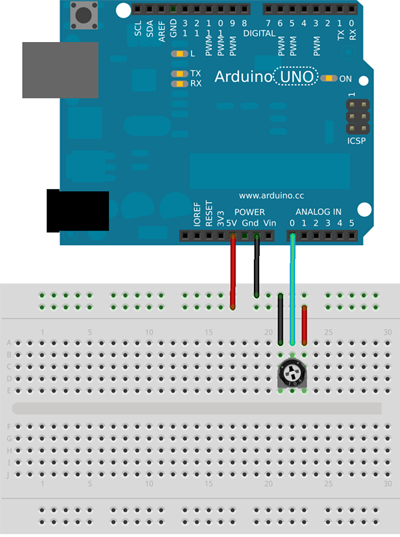 SCL
SDA
AREF
GND
13
12
PWM 11
PWM 10
PWM 9
8
DIGITAL
7
PWM 6
PWM 5
4
PWM 3
2
TX 1
RX 0
L
TX
RX
Arduino UNO
ON
1
ICSP
www.arduino.cc
POWER
ANALOG IN
IOREF
RESET
3V3
5V
Gnd
Vin
0 1 2 3 4 5
1 5 10 15 20 25 30
A A
B B
C C
D D
E E
F F
G G
H H
I I
J J
1 5 10 15 20 25 30